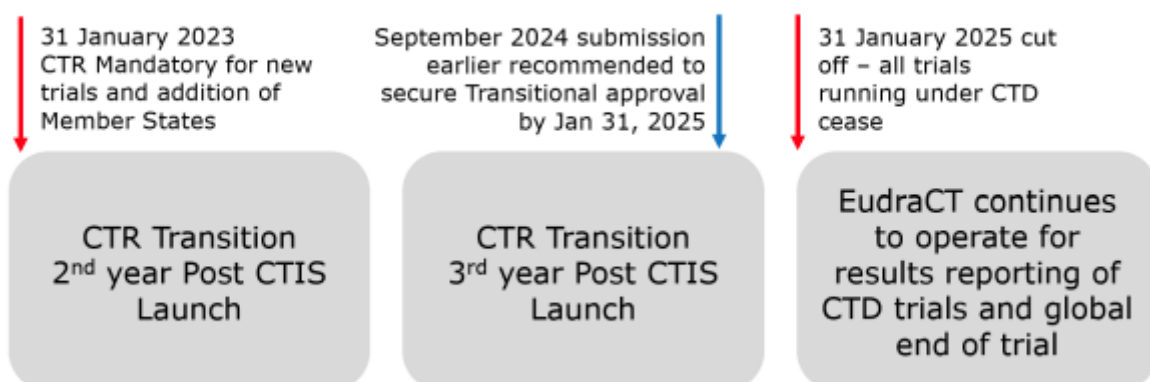 31 January 2023
CTR Mandatory for new
trials and addition of
Member States
September 2024 submission
earlier recommended to
secure Transitional approval
by Jan 31, 2025
31 January 2025 cut
off – all trials
running under CTD
cease
CTR Transition
2nd year Post CTIS
Launch
CTR Transition
3rd year Post CTIS
Launch
EudraCT continues
to operate for
results reporting of
CTD trials and global
end of trial